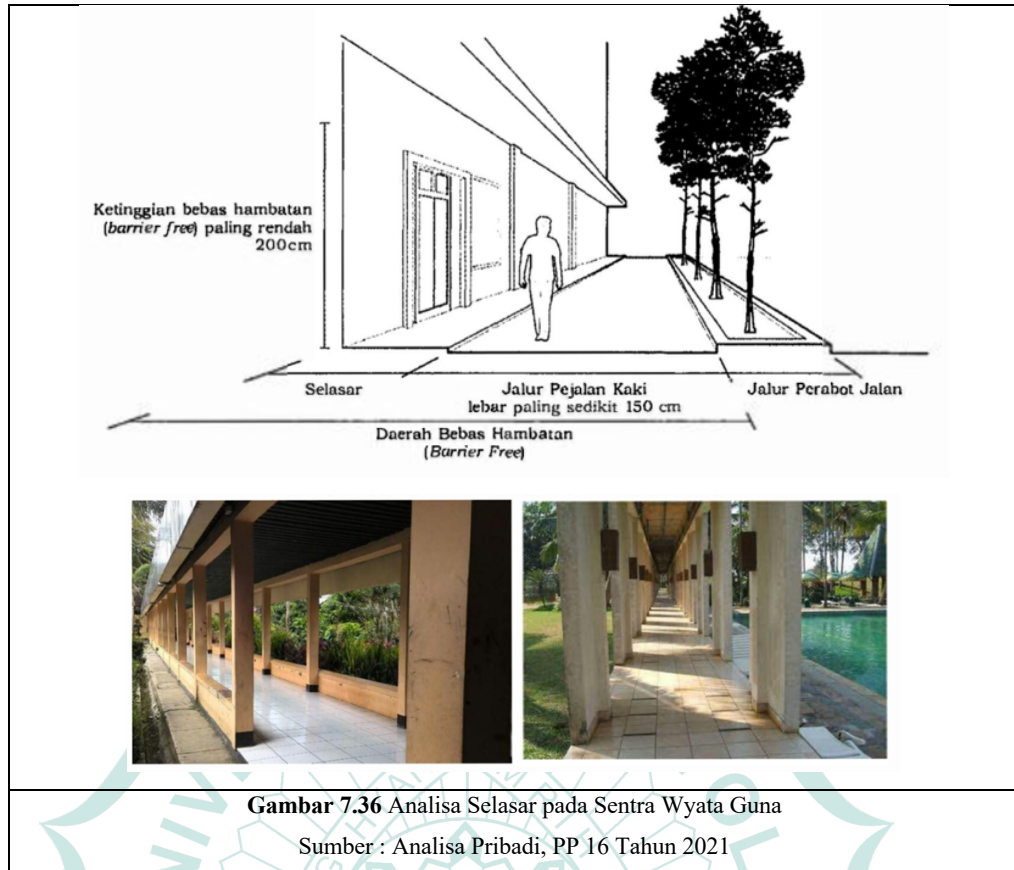 Ketinggian bebas hambatan
(barrier free) paling rendah
200cm
Selasar
Jalur Pejalan Kaki
lebar paling sedikit 150 cm
Jalur Perabot Jalan
Daerah Bebas Hambatan
(Barrier Free)
Gambar 7.36 Analisa Selasar pada Sentra Wyata Guna
Sumber : Analisa Pribadi, PP 16 Tahun 2021